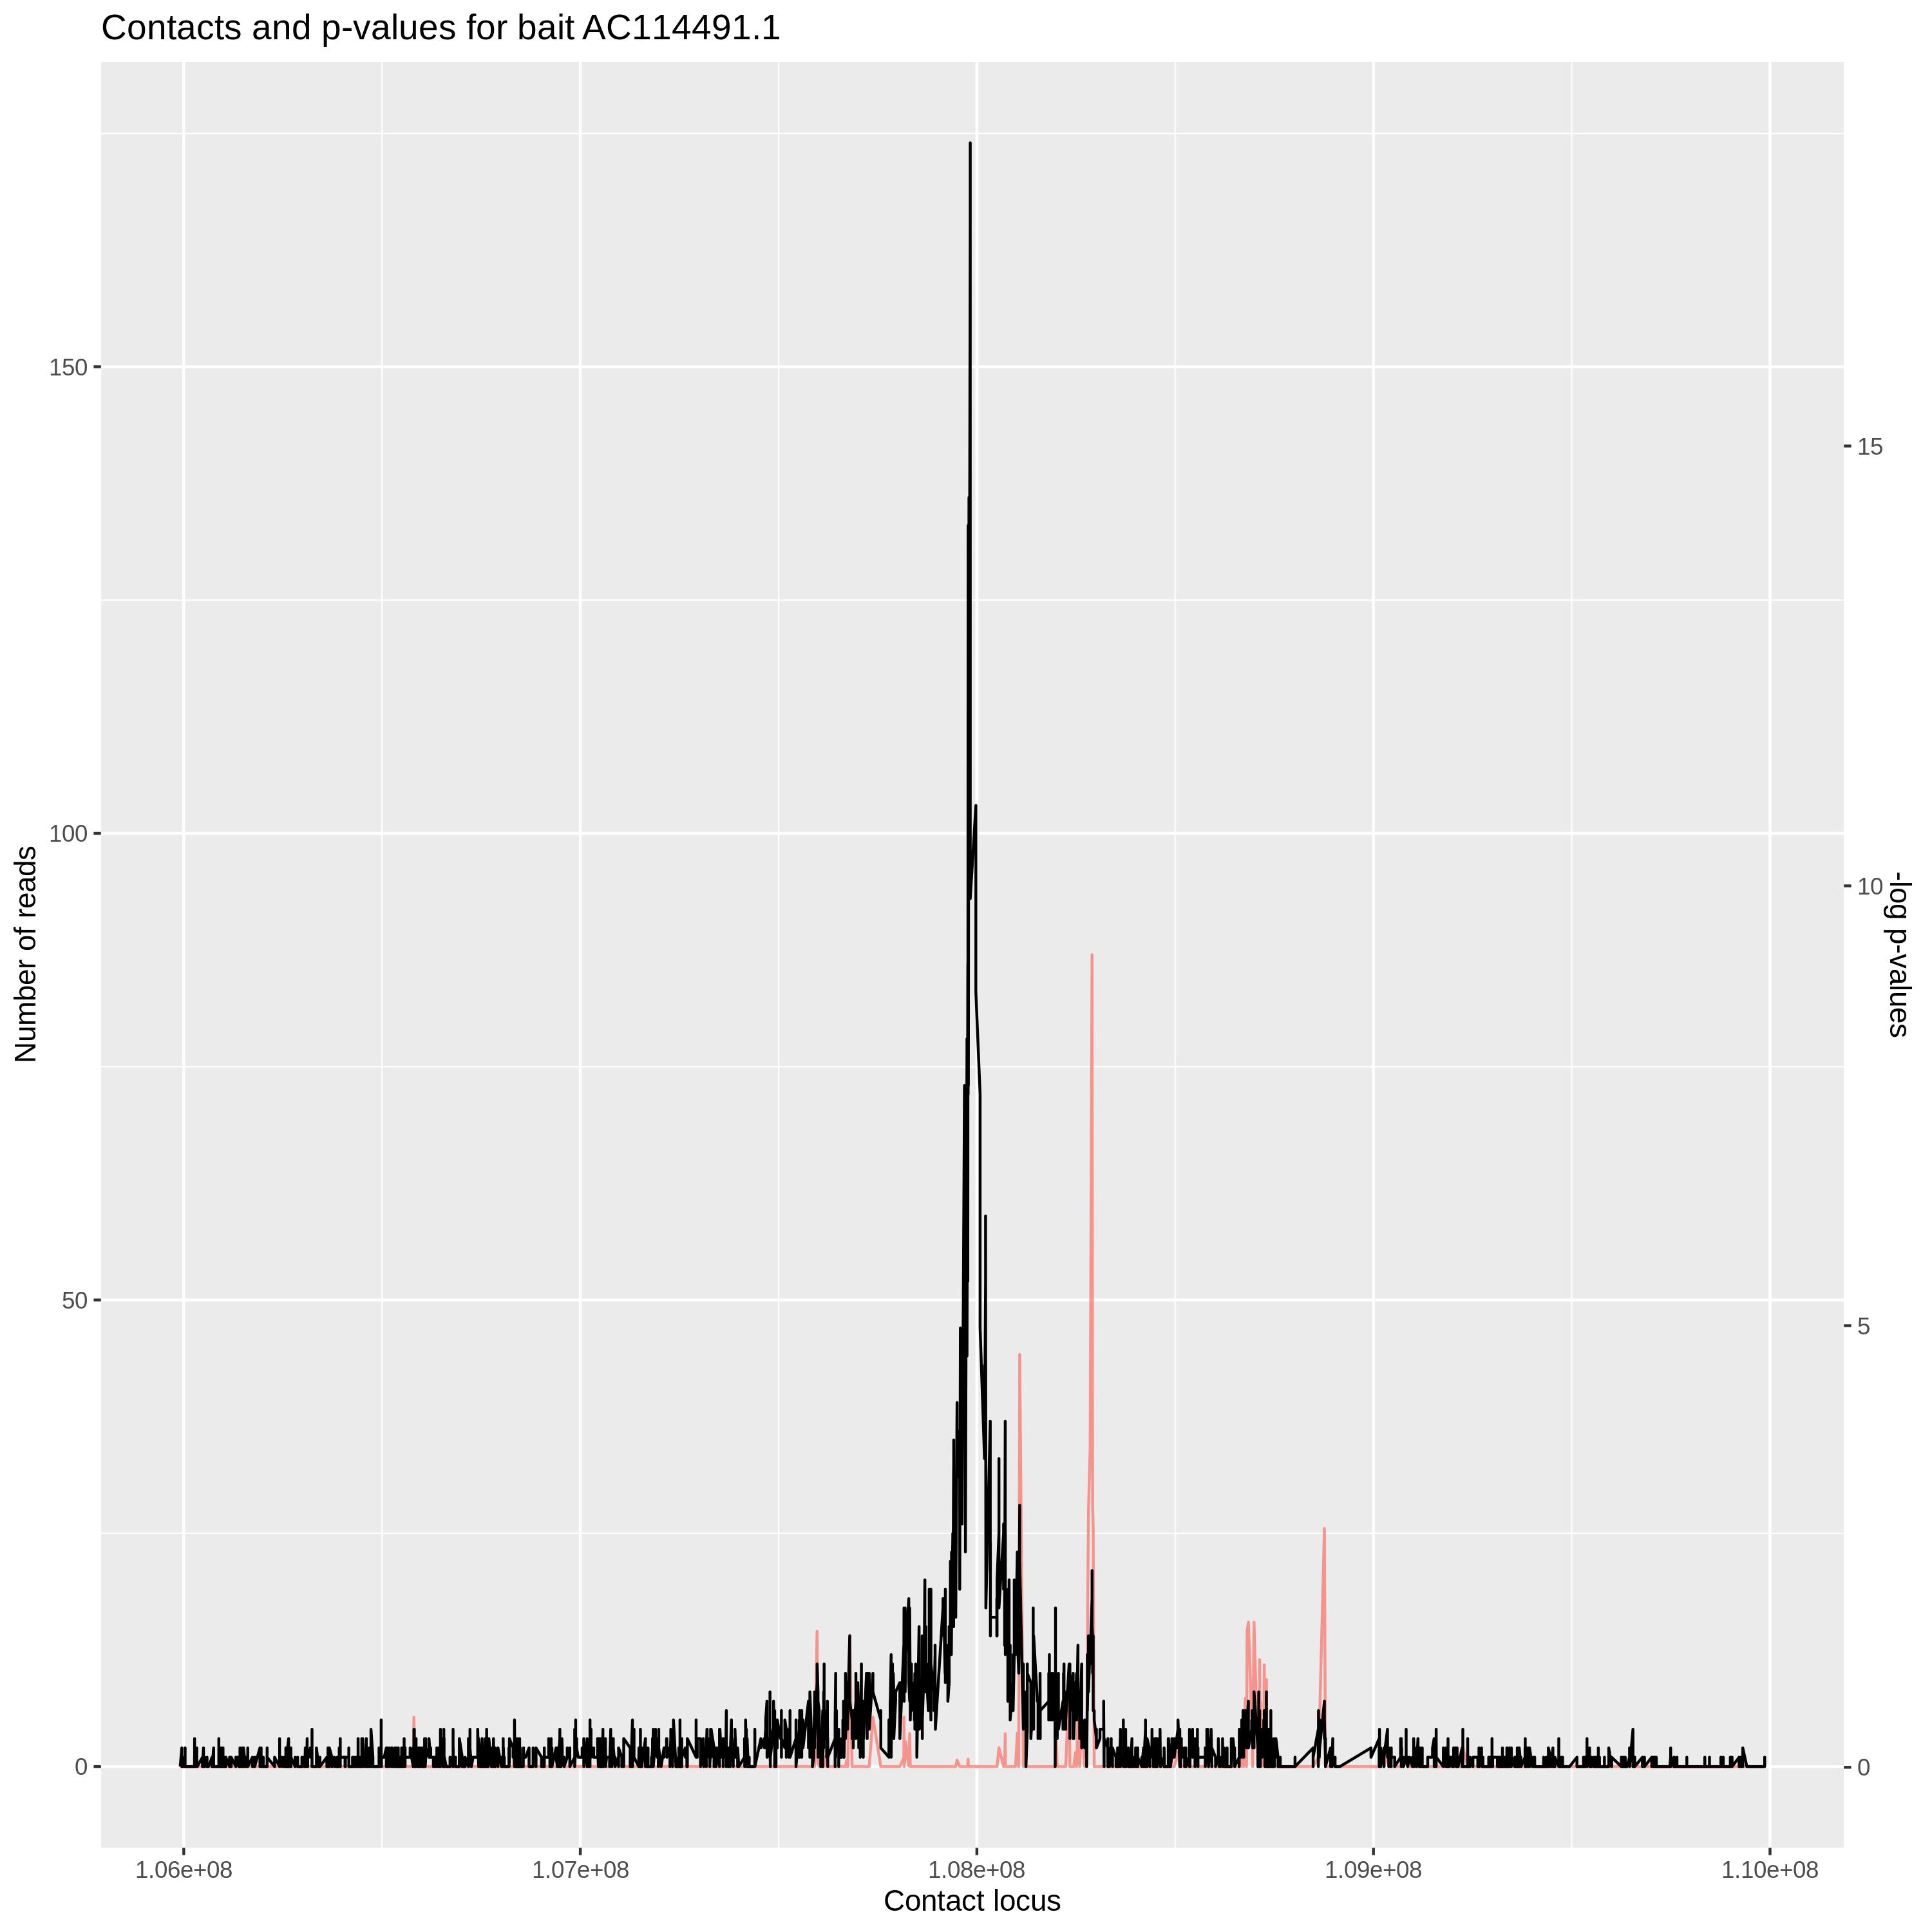 Contacts and p-values for bait AC114491.1
150
100
50
0
Number of reads
15
10
5
0
-log p-values
1.06e+08 1.07e+08 1.08e+08 1.09e+08 1.10e+08
Contact locus